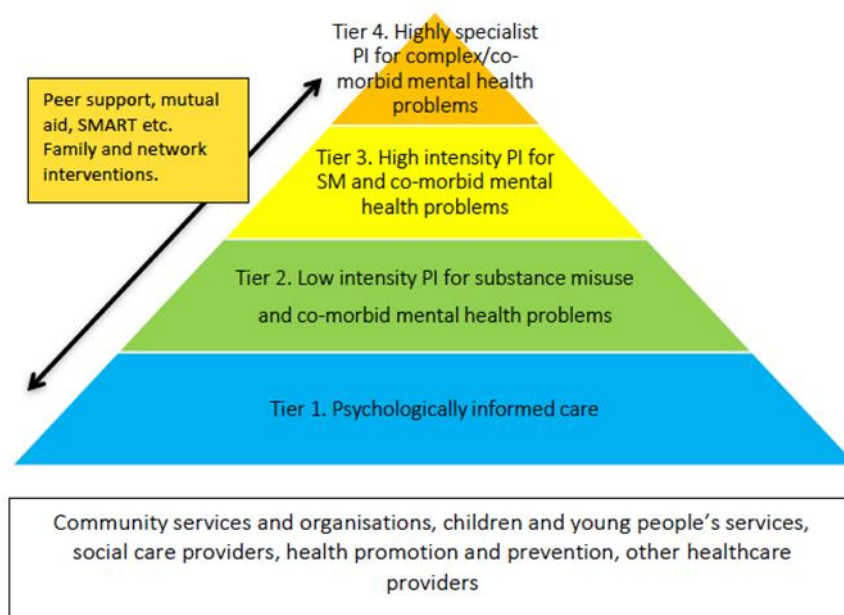 Tier 4. Highly specialist
PI for complex/co-
morbid mental health
problems
Peer support, mutual
aid, SMART etc.
Family and network
interventions.
Tier 3. High intensity PI for
SM and co-morbid mental
health problems
Tier 2. Low intensity PI for substance misuse
and co-morbid mental health problems
Tier 1. Psychologically informed care
Community services and organisations, children and young people’s services,
social care providers, health promotion and prevention, other healthcare
providers